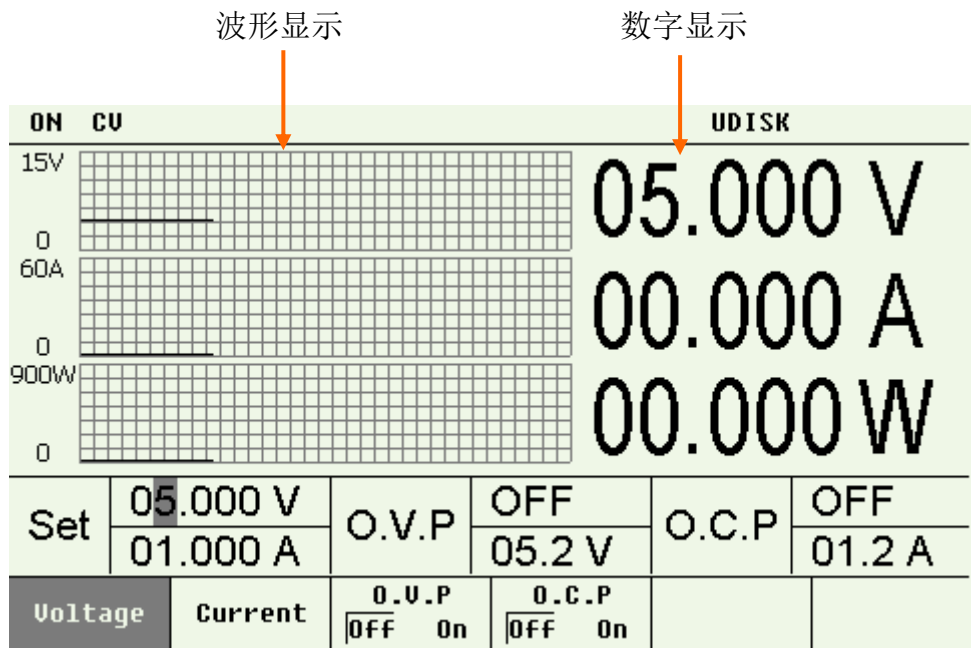 波形显示 数字显示
ON CV UDISK
15V
0
05.000 V
60A
0
00.000 A
900W
0
00.000 W
Set 05.000 V O.V.P OFF O.C.P OFF
01.000 A 05.2 V 01.2 A
Voltage Current O.V.P O.C.P
Off On Off On